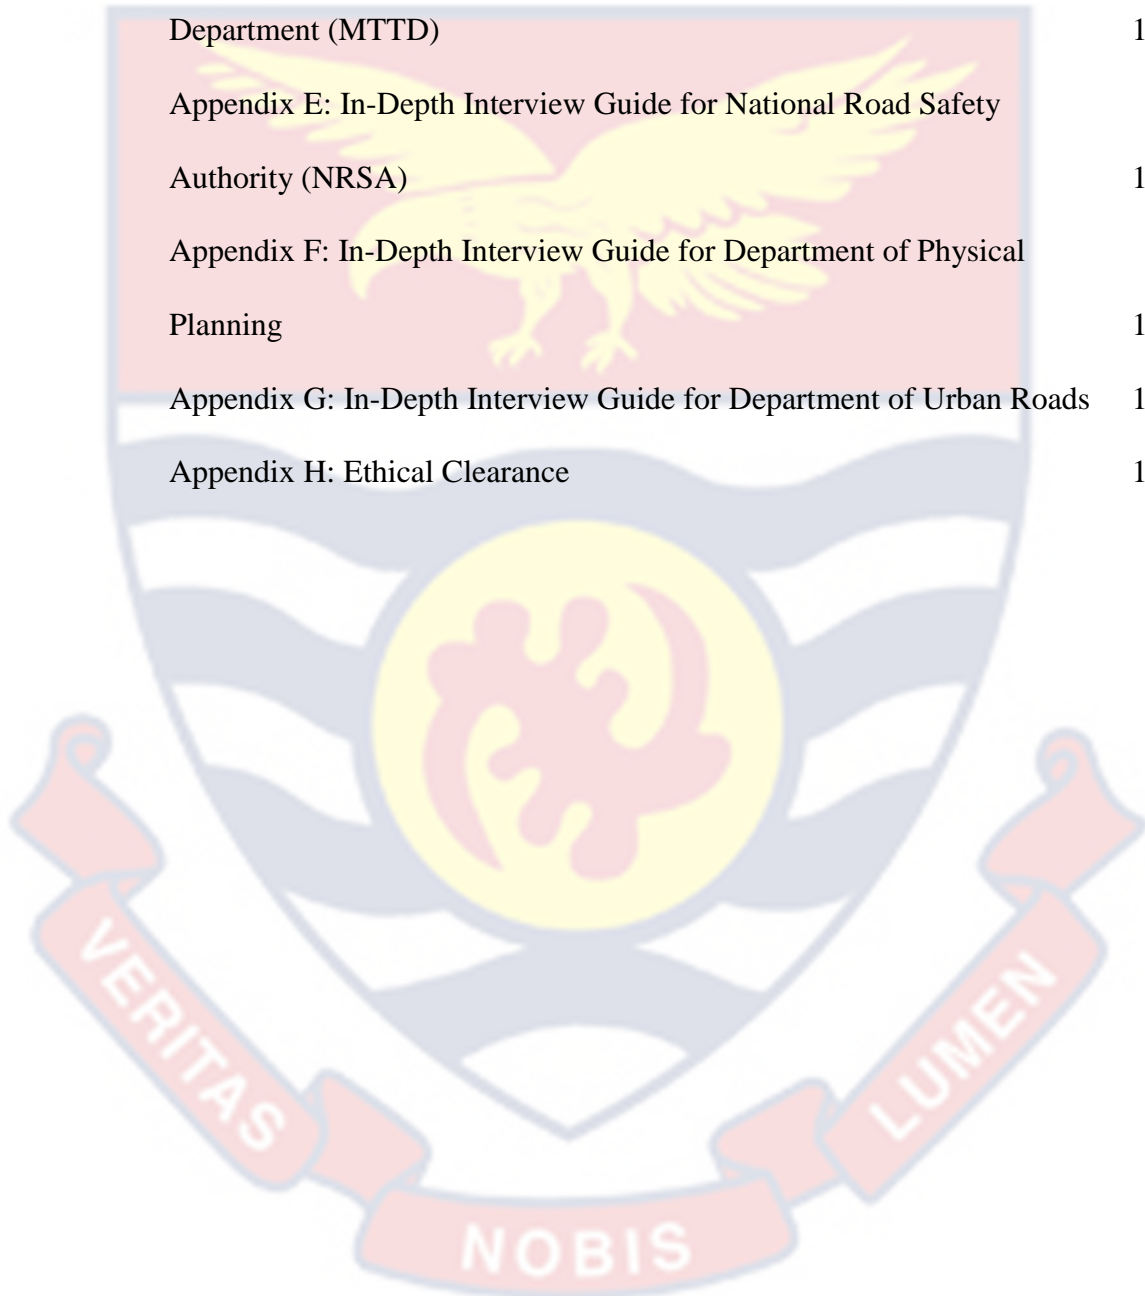 Department (MTTD) 1
Appendix E: In-Depth Interview Guide for National Road Safety
Authority (NRSA) 1
Appendix F: In-Depth Interview Guide for Department of Physical
Planning 1
Appendix G: In-Depth Interview Guide for Department of Urban Roads 1
Appendix H: Ethical Clearance 1
VERITAS
NOBIS
LUMEN